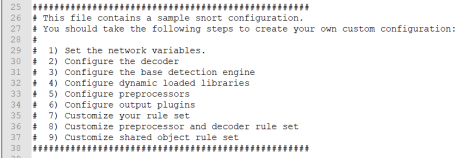 25 ###################################################
26 # This file contains a sample snort configuration.
27 # You should take the following steps to create your own custom configuration:
28 #
29 #  1) Set the network variables.
30 #  2) Configure the decoder
31 #  3) Configure the base detection engine
32 #  4) Configure dynamic loaded libraries
33 #  5) Configure preprocessors
34 #  6) Configure output plugins
35 #  7) Customize your rule set
36 #  8) Customize preprocessor and decoder rule set
37 #  9) Customize shared object rule set
38 ###################################################